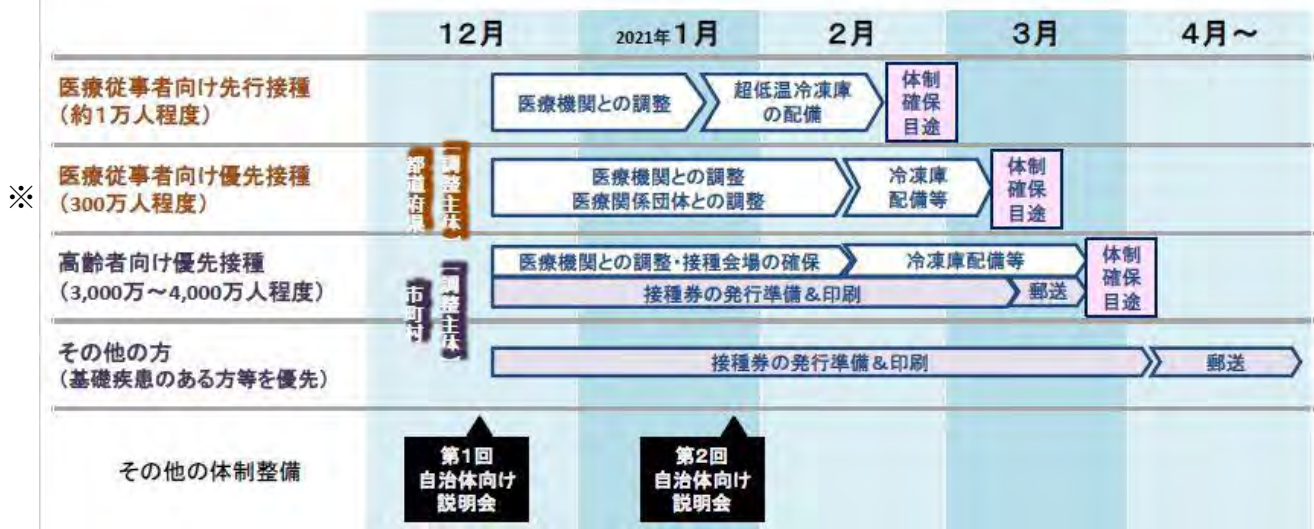 12月
2021年1月
2月
3月
4月～
医療従事者向け先行接種
（約1万人程度）
医療機関との調整
超低温冷凍庫
の配備
体制
確保
目途
※
医療従事者向け優先接種
（300万人程度）
都道府県
（調整主体）
医療機関との調整
医療関係団体との調整
冷凍庫
配備等
体制
確保
目途
高齢者向け優先接種
（3,000万～4,000万人程度）
市町村
（調整主体）
医療機関との調整・接種会場の確保
冷凍庫配備等
接種券の発行準備＆印刷
郵送
体制
確保
目途
その他の方
（基礎疾患のある方等を優先）
接種券の発行準備＆印刷
郵送
その他の体制整備
第1回
自治体向け
説明会
第2回
自治体向け
説明会